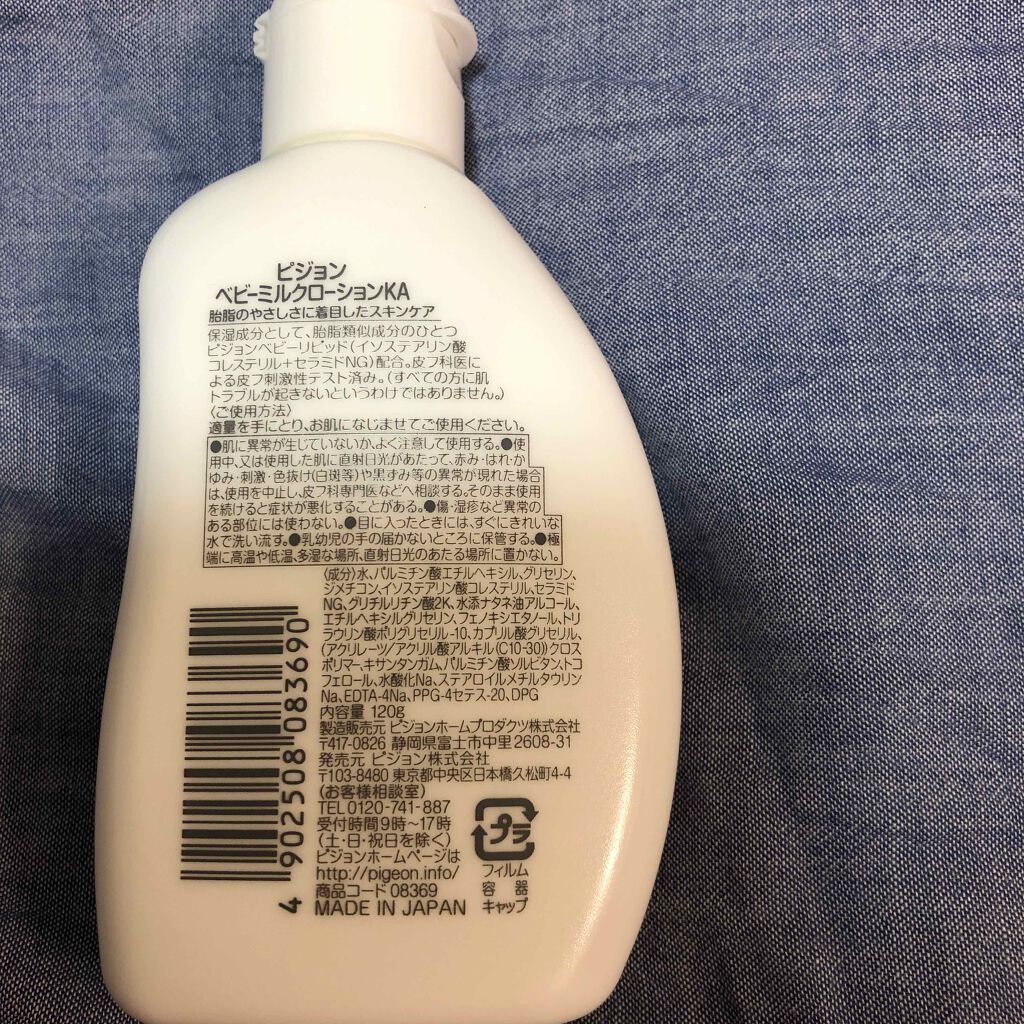 ピジョン
ベビーミルクローションKA
胎脂のやさしさに着目したスキンケア
保湿成分として、胎脂類似成分のひとつ
ピジョンベビーリピッド(イソステアリン酸
コレステリル+セラミドNG)配合。皮フ科医に
よる皮フ刺激性テスト済み。(すべての方に肌
トラブルが起きないというわけではありません。)
〈ご使用方法〉
適量を手にとり、お肌になじませてご使用ください。
●肌に異常が生じていないか、よく注意して使用する。●使
用中、又は使用した肌に直射日光があたって、赤み・はれ・か
ゆみ・刺激・色抜け(白斑等)や黒ずみ等の異常が現れた場合
は、使用を中止し、皮フ科専門医などへ相談する。そのまま使用
を続けると症状が悪化することがある。●傷・湿疹など異常の
ある部位には使わない。●目に入ったときには、すぐにきれいな
水で洗い流す。●乳幼児の手の届かないところに保管する。●極
端に高温や低温、多湿な場所、直射日光のあたる場所に置かない。
〈成分〉水、パルミチン酸エチルヘキシル、グリセリン、
ジメチコン、イソステアリン酸コレステリル、セラミド
NG、グリチルリチン酸2K、水添ナタネ油アルコール、
エチルヘキシルグリセリン、フェノキシエタノール、トリ
ラウリン酸ポリグリセリル-10、カプリル酸グリセリル、
(アクリレーツ/アクリル酸アルキル(C10-30))クロス
ポリマー、キサンタンガム、パルミチン酸ソルビタン、トコ
フェロール、水酸化Na、ステアロイルメチルタウリン
Na、EDTA-4Na、PPG-4セテス-20、DPG
内容量 120g
製造販売元 ピジョンホームプロダクツ株式会社
〒417-0826 静岡県富士市中里2608-31
発売元 ピジョン株式会社
〒103-8480 東京都中央区日本橋久松町4-4
(お客様相談室)
TEL 0120-741-887
受付時間9時～17時
(土・日・祝日を除く)
ピジョンホームページは
http://pigeon.info/
商品コード 08369
MADE IN JAPAN
プラ
フィルム
容器
キャップ
4 902508 083690